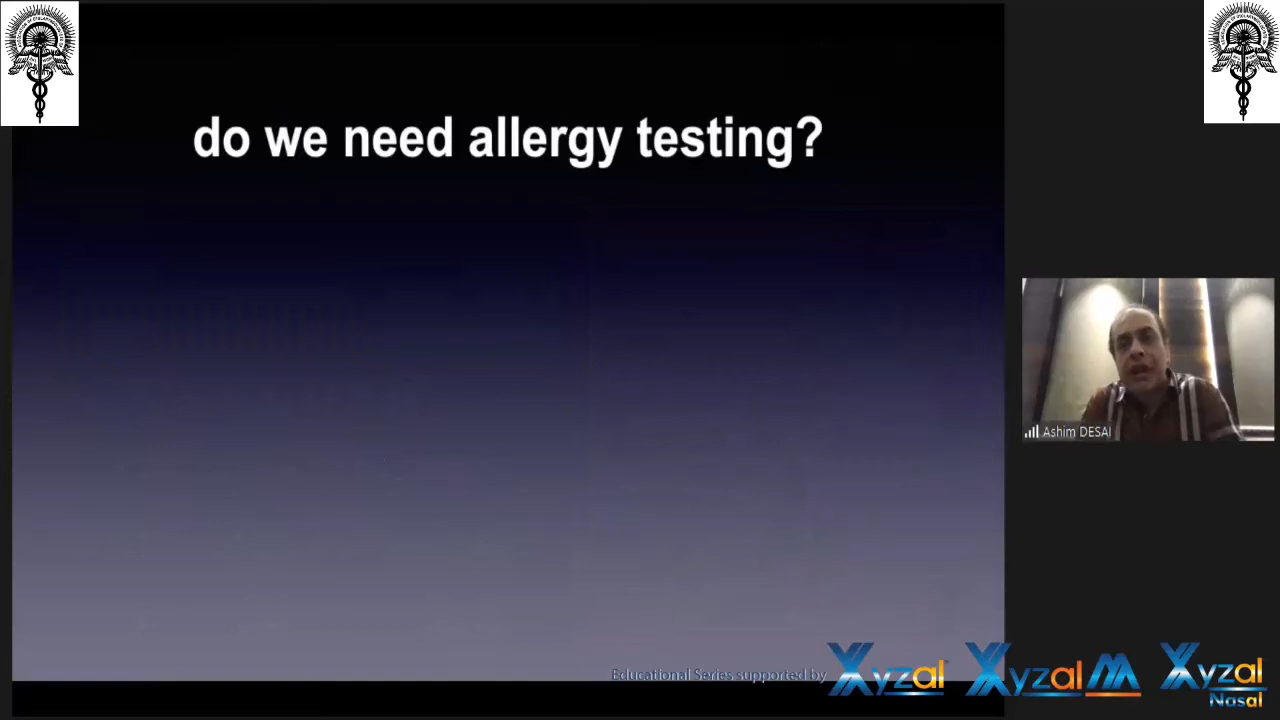 do we need allergy testing?
Ashim DESAI
Educational Series supported by
Xyzal
Xyzal M
Xyzal
Nasal